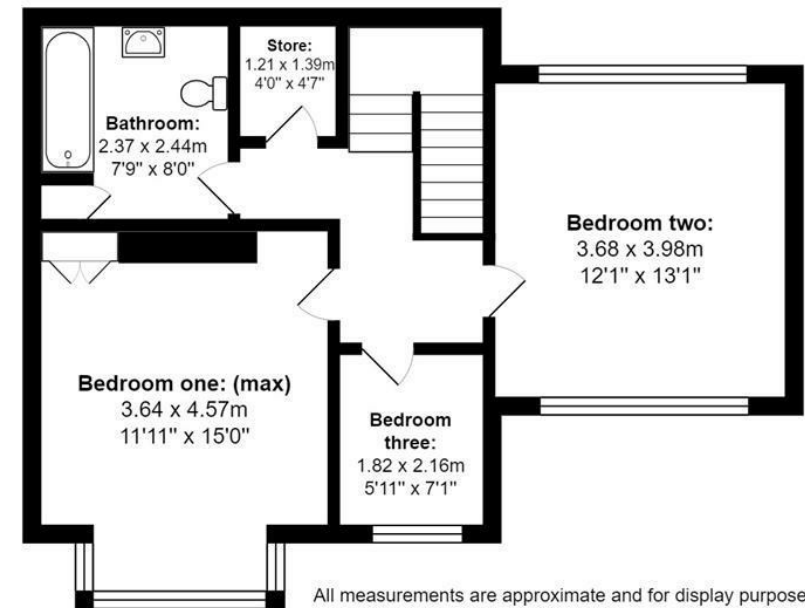 Store:
1.21 x 1.39m
4'0" x 4'7"
Bathroom:
2.37 x 2.44m
7'9" x 8'0"
Bedroom two:
3.68 x 3.98m
12'1" x 13'1"
Bedroom one: (max)
3.64 x 4.57m
11'11" x 15'0"
Bedroom
three:
1.82 x 2.16m
5'11" x 7'1"
All measurements are approximate and for display purpose